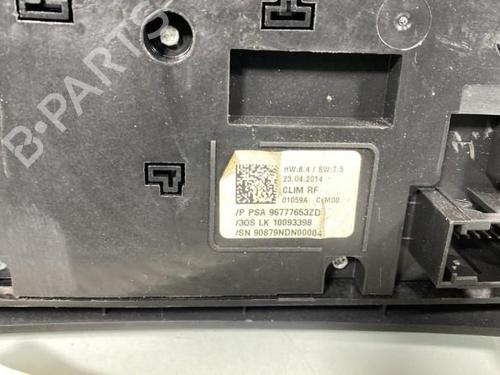 B-PARTS
HW:6.4 / SW:7.5
23.04.2014
CLIM RF
01059A CLM00
/P PSA 96777653ZD
/3OS LK 10093398
/SN 90879NDN00004